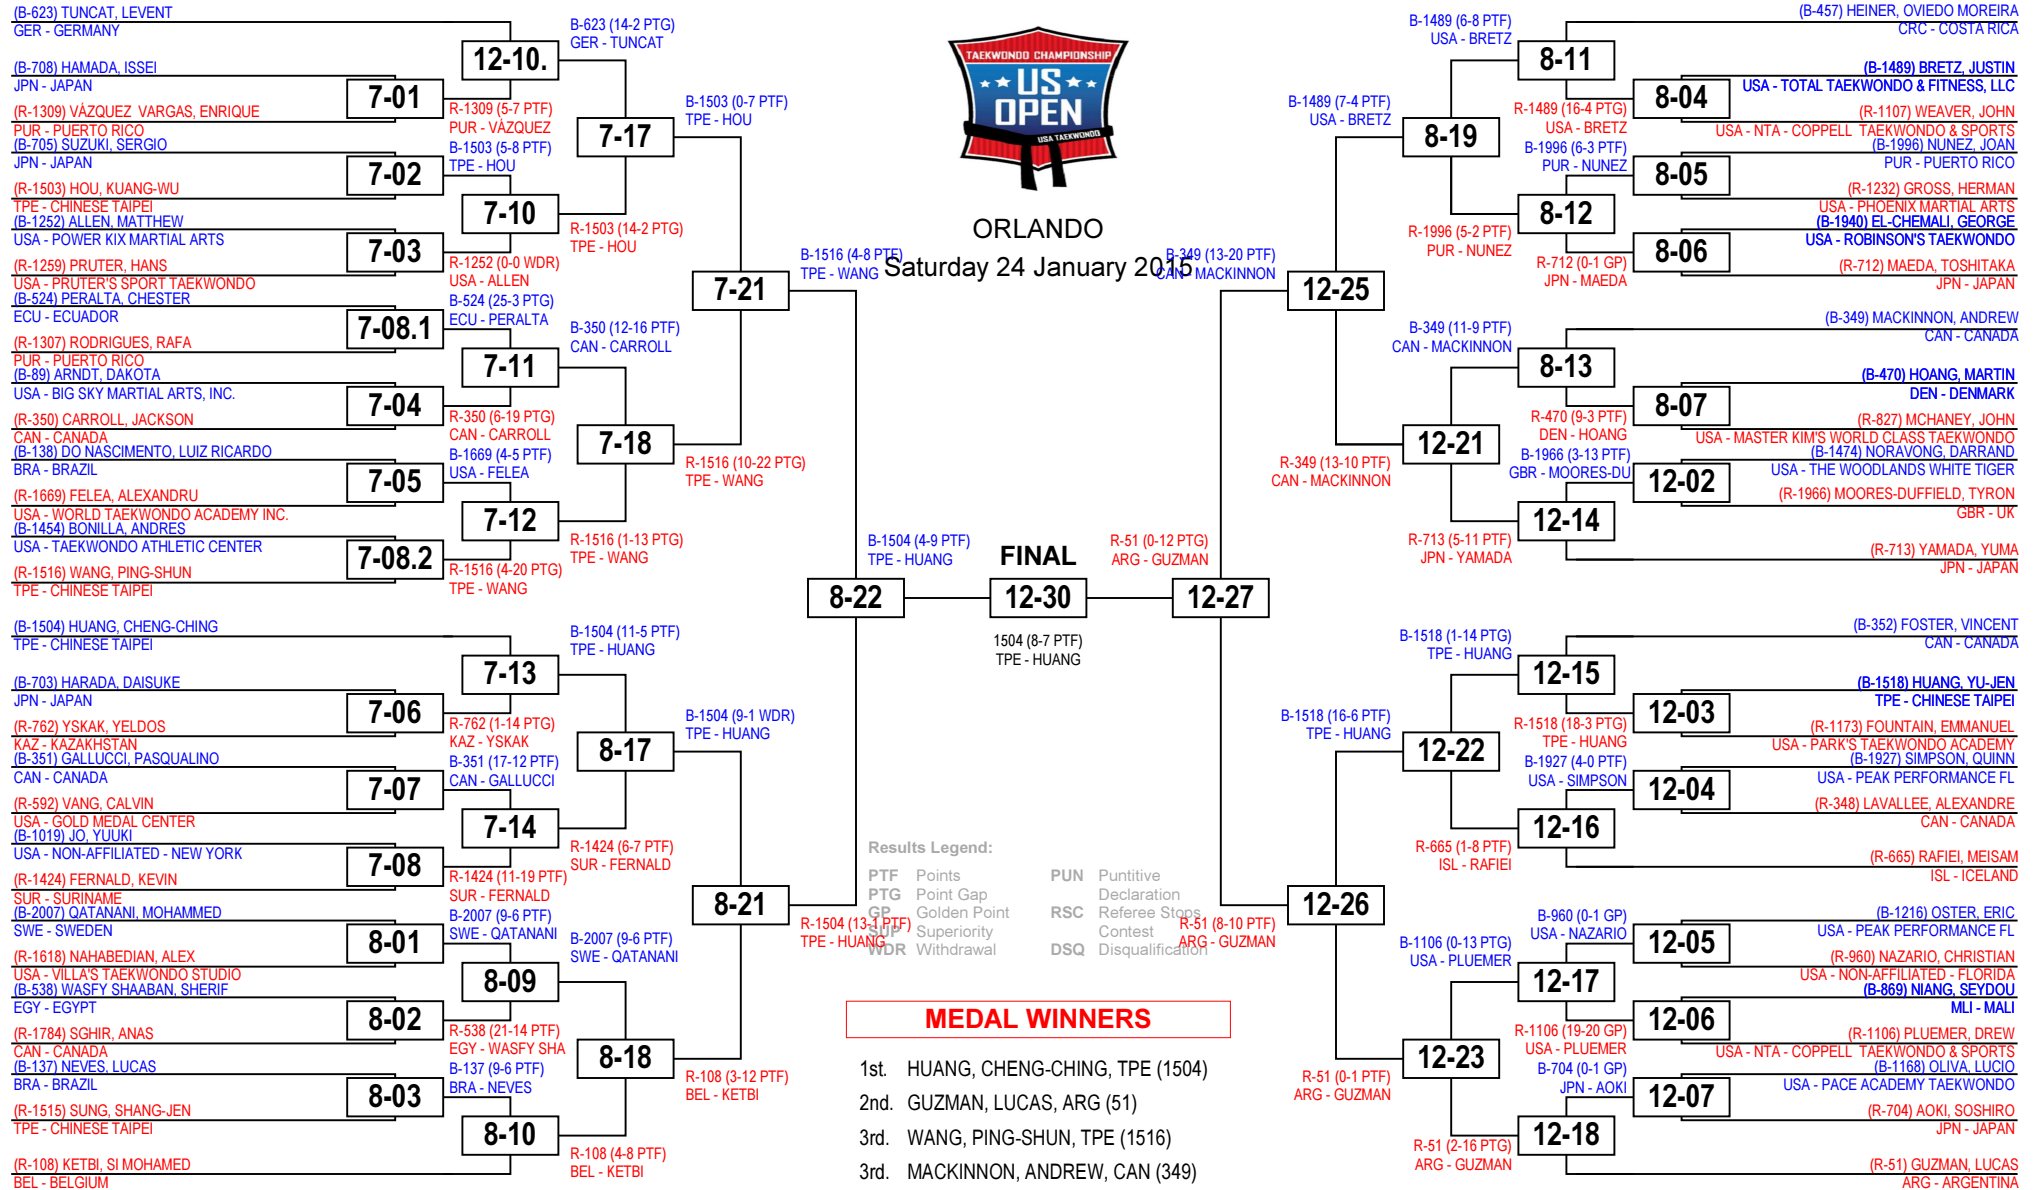 (B-623) TUNCAT, LEVENT
GER - GERMANY
(B-708) HAMADA, ISSEI
JPN - JAPAN
(R-1309) VÁZQUEZ VARGAS, ENRIQUE
PUR - PUERTO RICO
(B-705) SUZUKI, SERGIO
JPN - JAPAN
(R-1503) HOU, KUANG-WU
TPE - CHINESE TAIPEI
(B-1252) ALLEN, MATTHEW
USA - POWER KIX MARTIAL ARTS
(R-1259) PRUTER, HANS
USA - PRUTER'S SPORT TAEKWONDO
(B-524) PERALTA, CHESTER
ECU - ECUADOR
(R-1307) RODRIGUES, RAFA
PUR - PUERTO RICO
(B-89) ARNDT, DAKOTA
USA - BIG SKY MARTIAL ARTS, INC.
(R-350) CARROLL, JACKSON
CAN - CANADA
(B-138) DO NASCIMENTO, LUIZ RICARDO
BRA - BRAZIL
(R-1669) FELEA, ALEXANDRU
USA - WORLD TAEKWONDO ACADEMY INC.
(B-1454) BONILLA, ANDRES
USA - TAEKWONDO ATHLETIC CENTER
(R-1516) WANG, PING-SHUN
TPE - CHINESE TAIPEI
(B-1504) HUANG, CHENG-CHING
TPE - CHINESE TAIPEI
(B-703) HARADA, DAISUKE
JPN - JAPAN
(R-762) YSKAK, YELDOS
KAZ - KAZAKHSTAN
(B-351) GALLUCCI, PASQUALINO
CAN - CANADA
(R-592) VANG, CALVIN
USA - GOLD MEDAL CENTER
(B-1019) JO, YUUKI
USA - NON-AFFILIATED - NEW YORK
(R-1424) FERNALD, KEVIN
SUR - SURINAME
(B-2007) QATANANI, MOHAMMED
SWE - SWEDEN
(R-1618) NAHABEDIAN, ALEX
USA - VILLA'S TAEKWONDO STUDIO
(B-538) WASFY SHAABAN, SHERIF
EGY - EGYPT
(R-1784) SGHIR, ANAS
CAN - CANADA
(B-137) NEVES, LUCAS
BRA - BRAZIL
(R-1515) SUNG, SHANG-JEN
TPE - CHINESE TAIPEI
(R-108) KETBI, SI MOHAMED
BEL - BELGIUM
7-01
7-02
7-03
7-08.1
7-04
7-05
7-08.2
7-06
7-07
7-08
8-01
8-02
8-03
12-10.
R-1309 (5-7 PTF)
PUR - VÁZQUEZ
B-1503 (5-8 PTF)
TPE - HOU
7-10
R-1252 (0-0 WDR)
USA - ALLEN
B-524 (25-3 PTG)
ECU - PERALTA
7-11
R-350 (6-19 PTG)
CAN - CARROLL
B-1669 (4-5 PTF)
USA - FELEA
7-12
R-1516 (4-20 PTG)
TPE - WANG
7-13
R-762 (1-14 PTG)
KAZ - YSKAK
B-351 (17-12 PTF)
CAN - GALLUCCI
7-14
R-1424 (11-19 PTF)
SUR - FERNALD
B-2007 (9-6 PTF)
SWE - QATANANI
8-09
R-538 (21-14 PTF)
EGY - WASFY SHA
B-137 (9-6 PTF)
BRA - NEVES
8-10
B-623 (14-2 PTG)
GER - TUNCAT
7-17
R-1503 (14-2 PTG)
TPE - HOU
B-350 (12-16 PTF)
CAN - CARROLL
7-18
R-1516 (1-13 PTG)
TPE - WANG
B-1504 (11-5 PTF)
TPE - HUANG
8-17
R-1424 (6-7 PTF)
SUR - FERNALD
B-2007 (9-6 PTF)
SWE - QATANANI
8-18
R-108 (4-8 PTF)
BEL - KETBI
B-1503 (0-7 PTF)
TPE - HOU
7-21
R-1516 (10-22 PTG)
TPE - WANG
B-1504 (9-1 WDR)
TPE - HUANG
8-21
R-108 (3-12 PTF)
BEL - KETBI
B-1516 (4-8 PTF)
TPE - WANG
8-22
R-1504 (13-1 PTF)
TPE - HUANG
TAEKWONDO CHAMPIONSHIP
US
OPEN
USA TAEKWONDO
ORLANDO
Saturday 24 January 2015
B-1504 (4-9 PTF)
TPE - HUANG
FINAL
12-30
1504 (8-7 PTF)
TPE - HUANG
R-51 (0-12 PTG)
ARG - GUZMAN
12-27
Results Legend:
PTF Points
PTG Point Gap
GP Golden Point
SUP Superiority
WDR Withdrawal
PUN Puntitive
Declaration
RSC Referee Stops
Contest
DSQ Disqualification
MEDAL WINNERS
1st. HUANG, CHENG-CHING, TPE (1504)
2nd. GUZMAN, LUCAS, ARG (51)
3rd. WANG, PING-SHUN, TPE (1516)
3rd. MACKINNON, ANDREW, CAN (349)
B-349 (13-20 PTF)
CAN - MACKINNON
12-25
R-51 (8-10 PTF)
ARG - GUZMAN
12-26
B-1489 (7-4 PTF)
USA - BRETZ
8-19
R-349 (13-10 PTF)
CAN - MACKINNON
12-21
B-1518 (16-6 PTF)
TPE - HUANG
12-22
R-51 (0-1 PTF)
ARG - GUZMAN
12-23
B-1489 (6-8 PTF)
USA - BRETZ
8-11
R-1996 (5-2 PTF)
PUR - NUNEZ
8-12
B-349 (11-9 PTF)
CAN - MACKINNON
8-13
R-713 (5-11 PTF)
JPN - YAMADA
12-14
B-1518 (1-14 PTG)
TPE - HUANG
12-15
R-665 (1-8 PTF)
ISL - RAFIEI
12-16
B-1106 (0-13 PTG)
USA - PLUEMER
12-17
R-51 (2-16 PTG)
ARG - GUZMAN
12-18
R-1489 (16-4 PTG)
USA - BRETZ
8-04
B-1996 (6-3 PTF)
PUR - NUNEZ
8-05
R-712 (0-1 GP)
JPN - MAEDA
8-06
R-470 (9-3 PTF)
DEN - HOANG
8-07
B-1966 (3-13 PTF)
GBR - MOORES-DU
12-02
R-1518 (18-3 PTG)
TPE - HUANG
12-03
B-1927 (4-0 PTF)
USA - SIMPSON
12-04
B-960 (0-1 GP)
USA - NAZARIO
12-05
R-1106 (19-20 GP)
USA - PLUEMER
12-06
B-704 (0-1 GP)
JPN - AOKI
12-07
(B-457) HEINER, OVIEDO MOREIRA
CRC - COSTA RICA
(B-1489) BRETZ, JUSTIN
USA - TOTAL TAEKWONDO & FITNESS, LLC
(R-1107) WEAVER, JOHN
USA - NTA - COPPELL TAEKWONDO & SPORTS
(B-1996) NUNEZ, JOAN
PUR - PUERTO RICO
(R-1232) GROSS, HERMAN
USA - PHOENIX MARTIAL ARTS
(B-1940) EL-CHEMALI, GEORGE
USA - ROBINSON'S TAEKWONDO
(R-712) MAEDA, TOSHITAKA
JPN - JAPAN
(B-349) MACKINNON, ANDREW
CAN - CANADA
(B-470) HOANG, MARTIN
DEN - DENMARK
(R-827) MCHANEY, JOHN
USA - MASTER KIM'S WORLD CLASS TAEKWONDO
(B-1474) NORAVONG, DARRAND
USA - THE WOODLANDS WHITE TIGER
(R-1966) MOORES-DUFFIELD, TYRON
GBR - UK
(R-713) YAMADA, YUMA
JPN - JAPAN
(B-352) FOSTER, VINCENT
CAN - CANADA
(B-1518) HUANG, YU-JEN
TPE - CHINESE TAIPEI
(R-1173) FOUNTAIN, EMMANUEL
USA - PARK'S TAEKWONDO ACADEMY
(B-1927) SIMPSON, QUINN
USA - PEAK PERFORMANCE FL
(R-348) LAVALLEE, ALEXANDRE
CAN - CANADA
(R-665) RAFIEI, MEISAM
ISL - ICELAND
(B-1216) OSTER, ERIC
USA - PEAK PERFORMANCE FL
(R-960) NAZARIO, CHRISTIAN
USA - NON-AFFILIATED - FLORIDA
(B-869) NIANG, SEYDOU
MLI - MALI
(R-1106) PLUEMER, DREW
USA - NTA - COPPELL TAEKWONDO & SPORTS
(B-1168) OLIVA, LUCIO
USA - PACE ACADEMY TAEKWONDO
(R-704) AOKI, SOSHIRO
JPN - JAPAN
(R-51) GUZMAN, LUCAS
ARG - ARGENTINA